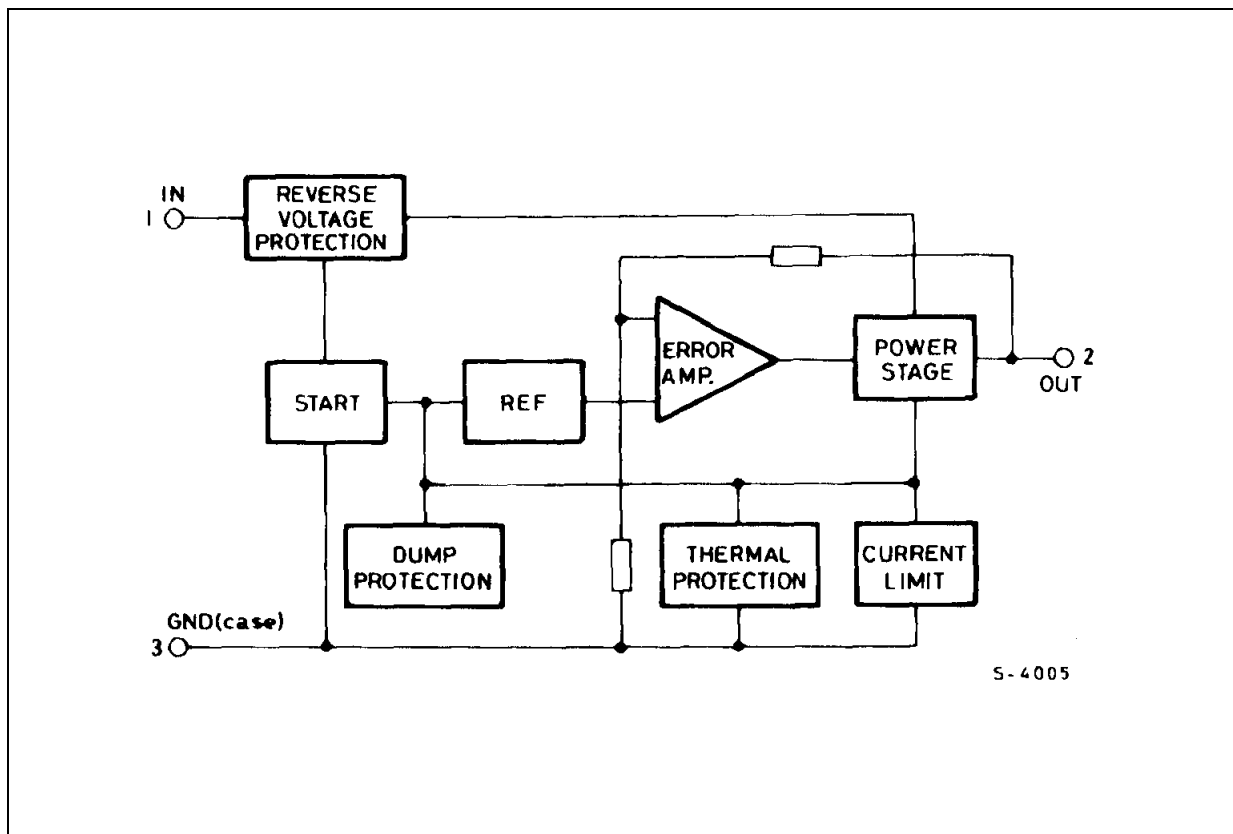 IN
1
REVERSE
VOLTAGE
PROTECTION
ERROR
AMP.
POWER
STAGE
2
OUT
START
REF
DUMP
PROTECTION
THERMAL
PROTECTION
CURRENT
LIMIT
GND(case)
3
S-4005